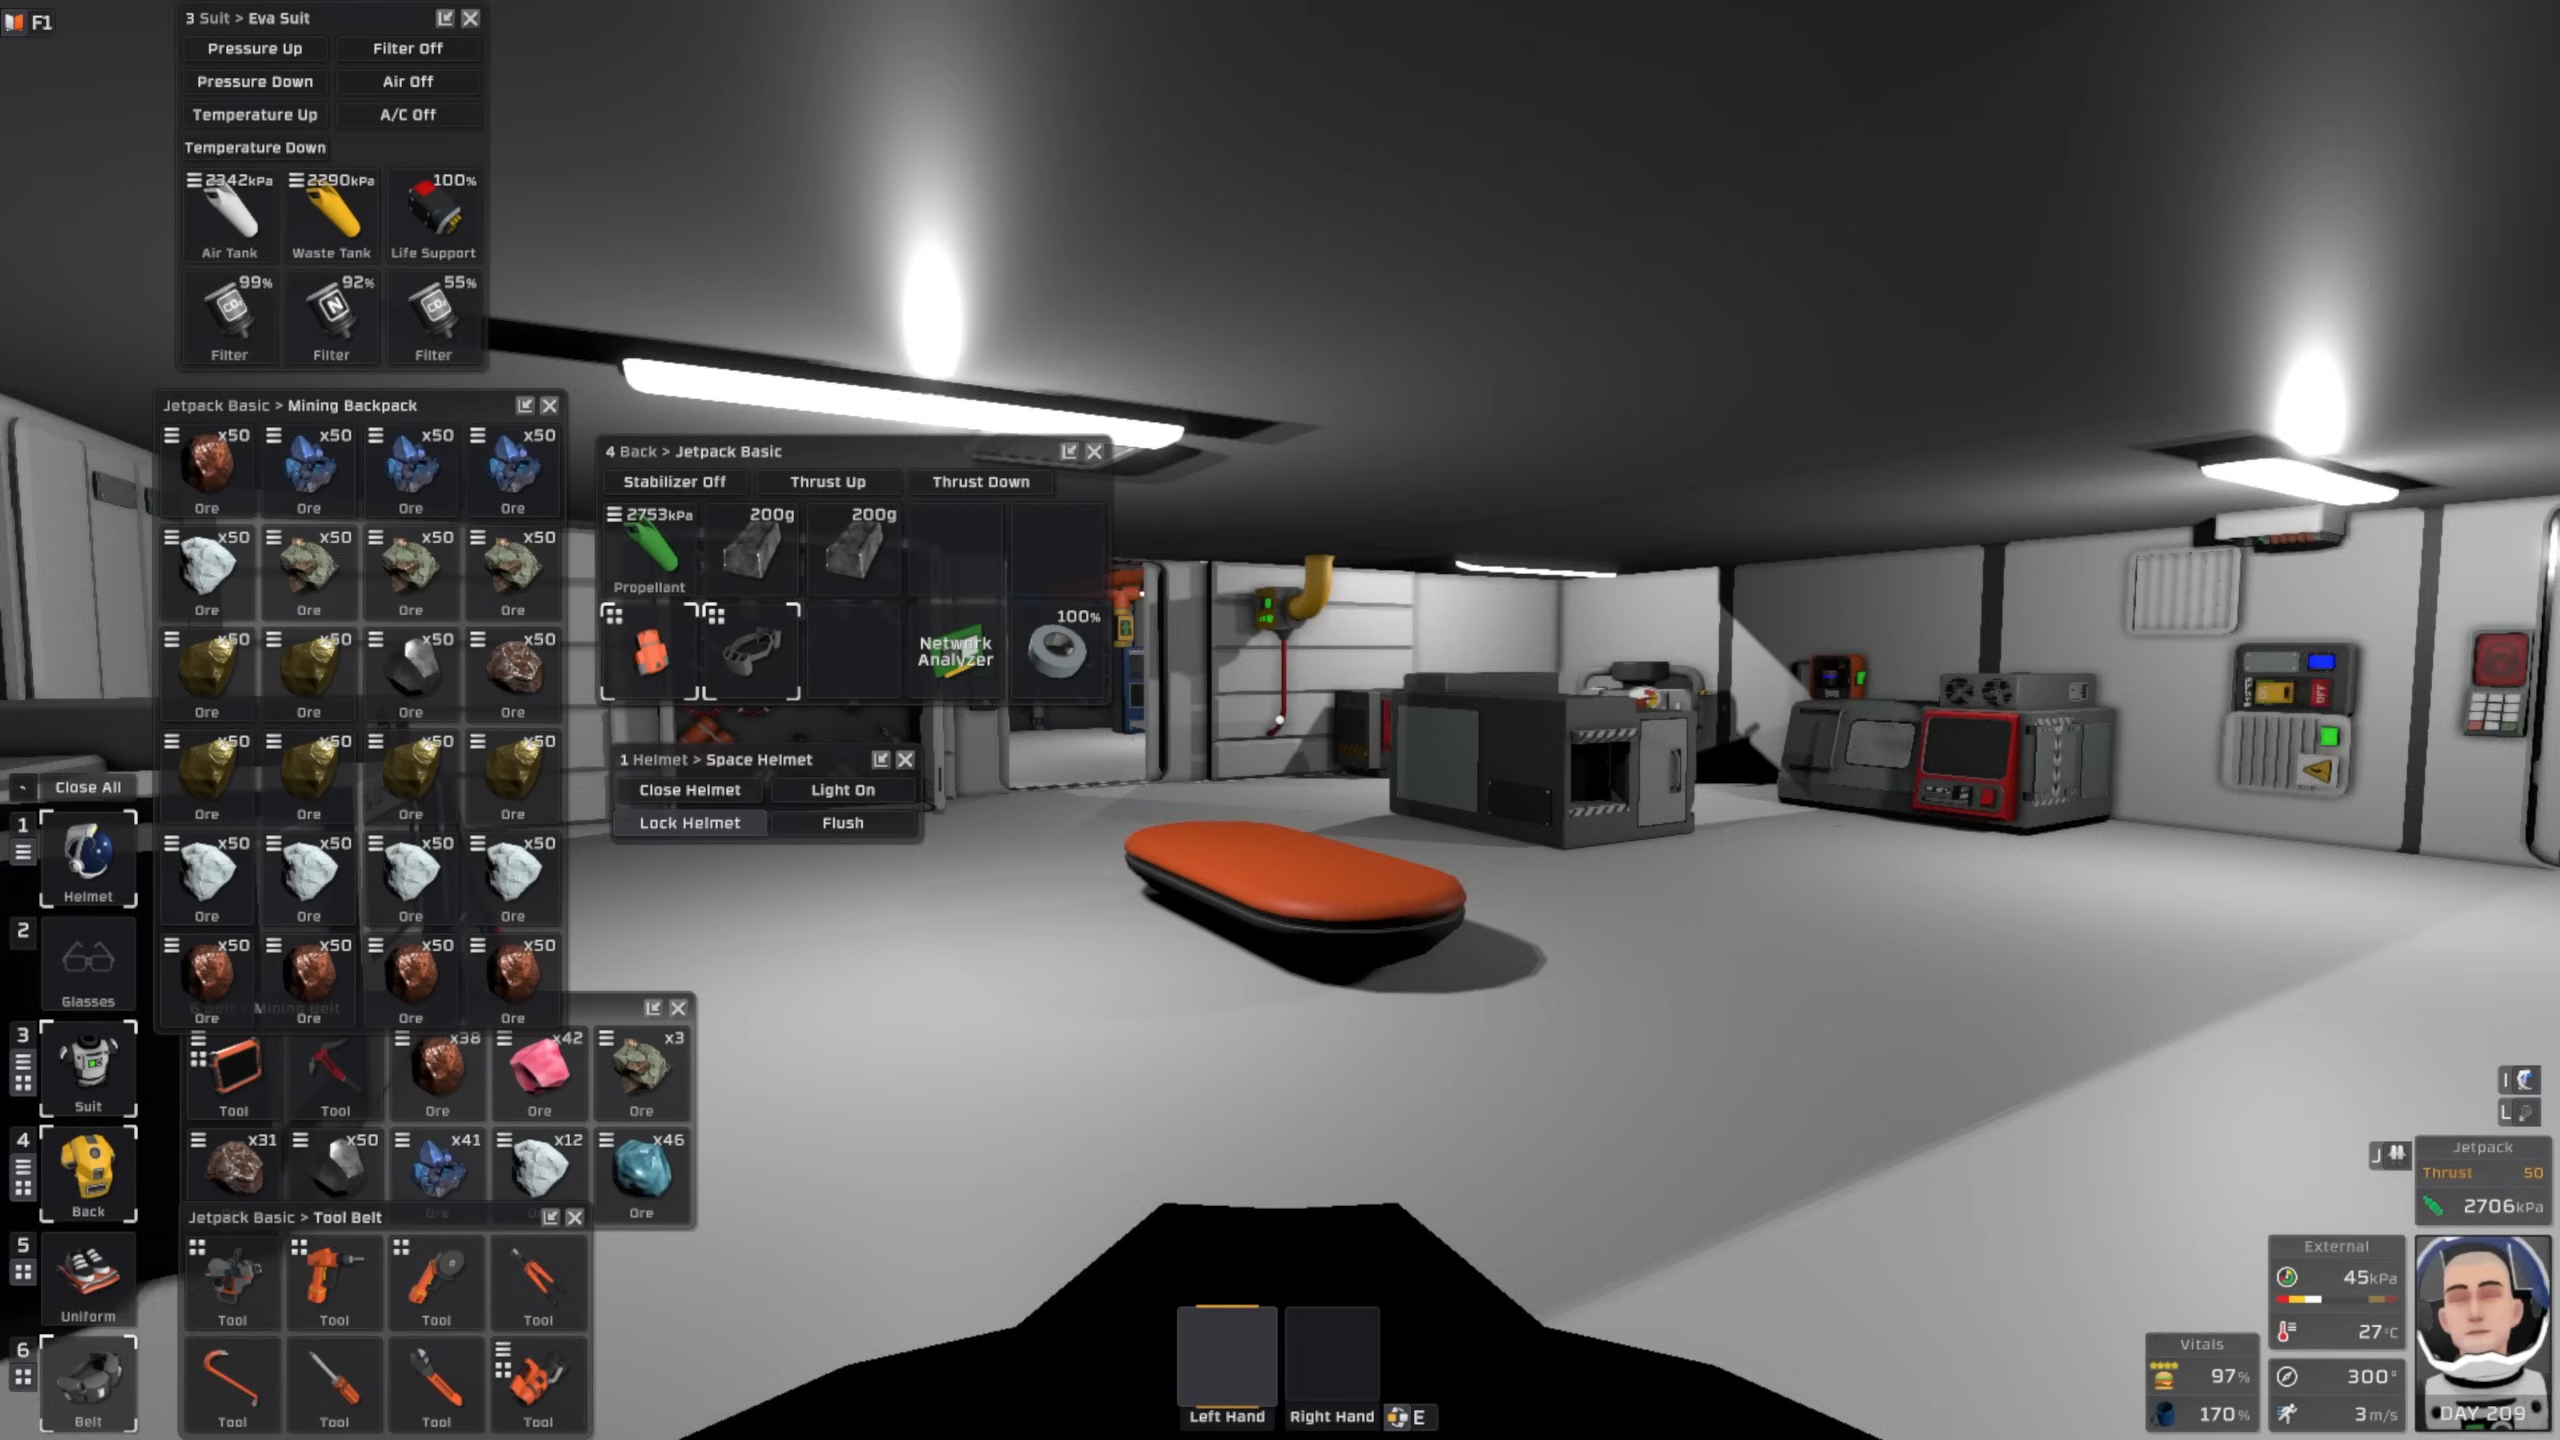 F1
3 Suit > Eva Suit
Pressure Up
Filter Off
Pressure Down
Air Off
Temperature Up
A/C Off
Temperature Down
2342kPa
2290kPa
100%
Air Tank
Waste Tank
Life Support
99%
92%
55%
CO₂
N
CO₂
Filter
Filter
Filter
Jetpack Basic > Mining Backpack
x50
x50
x50
x50
Ore
Ore
Ore
Ore
x50
x50
x50
x50
Ore
Ore
Ore
Ore
x50
x50
x50
x50
Ore
Ore
Ore
Ore
x50
x50
x50
x50
Ore
Ore
Ore
Ore
x50
x50
x50
x50
Ore
Ore
Ore
Ore
x50
x50
x50
x50
Ore
Ore
Ore
Ore
4 Back > Jetpack Basic
Stabilizer Off
Thrust Up
Thrust Down
2753kPa
200g
200g
Propellant
Network
Analyzer
100%
1 Helmet > Space Helmet
Close Helmet
Light On
Lock Helmet
Flush
Close All
1
Helmet
2
Glasses
3
Suit
4
Back
5
Uniform
6
Belt
6 Belt > Mining Belt
x38
x42
x3
Tool
Tool
Ore
Ore
Ore
x31
x50
x41
x12
x46
Ore
Ore
Ore
Jetpack Basic > Tool Belt
Tool
Tool
Tool
Tool
Tool
Tool
Tool
Tool
Left Hand
Right Hand
E
I
L
J
Jetpack
Thrust 50
2706kPa
External
45kPa
27°C
Vitals
97%
170%
300°
3m/s
DAY 209
OFF